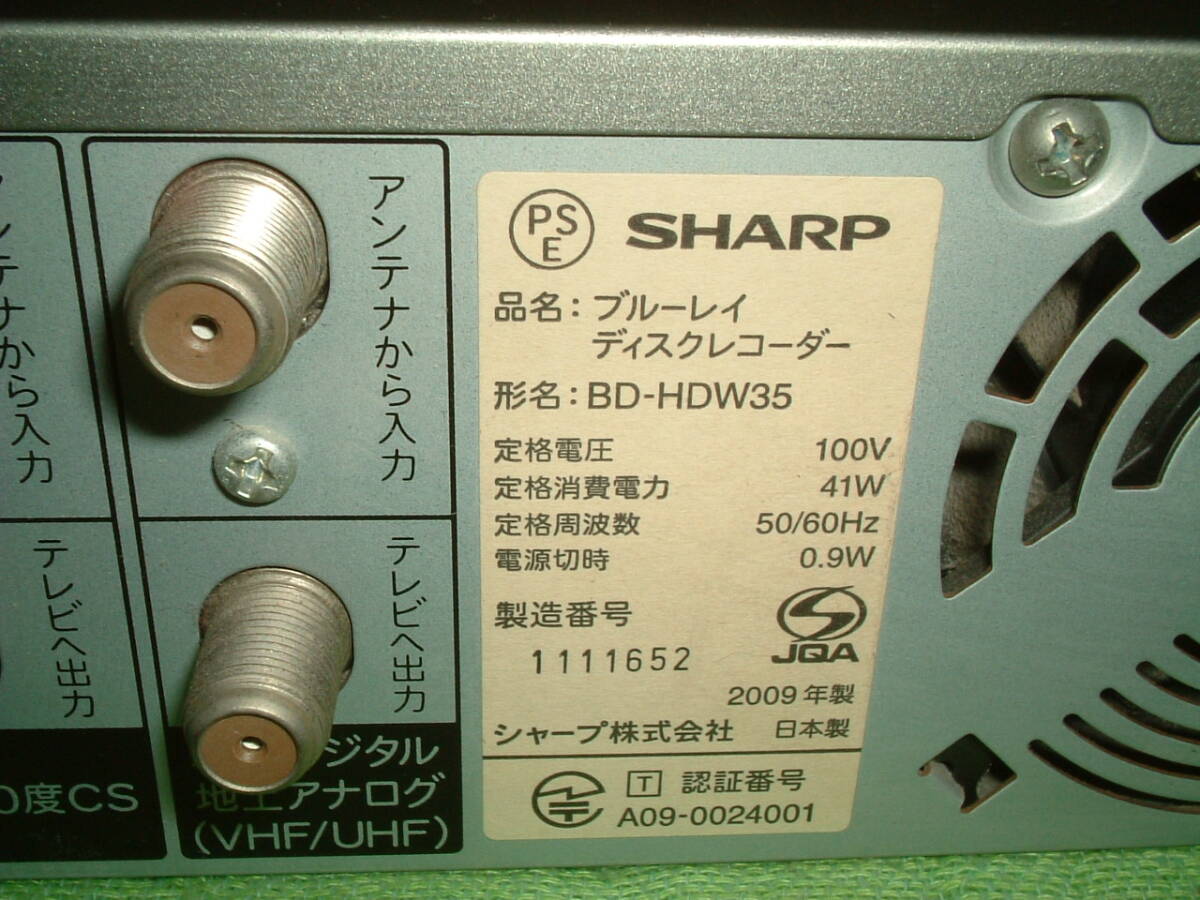 アンテナから入力
テレビへ出力
度CS
アンテナから入力
テレビへ出力
ジタル
地上アナログ
(VHF/UHF)
PS
E
SHARP
品名：ブルーレイ
ディスクレコーダー
形名：BD-HDW35
定格電圧 100V
定格消費電力 41W
定格周波数 50/60Hz
電源切時 0.9W
製造番号
1111652
JQA
2009年製
シャープ株式会社 日本製
T 認証番号
A09-0024001